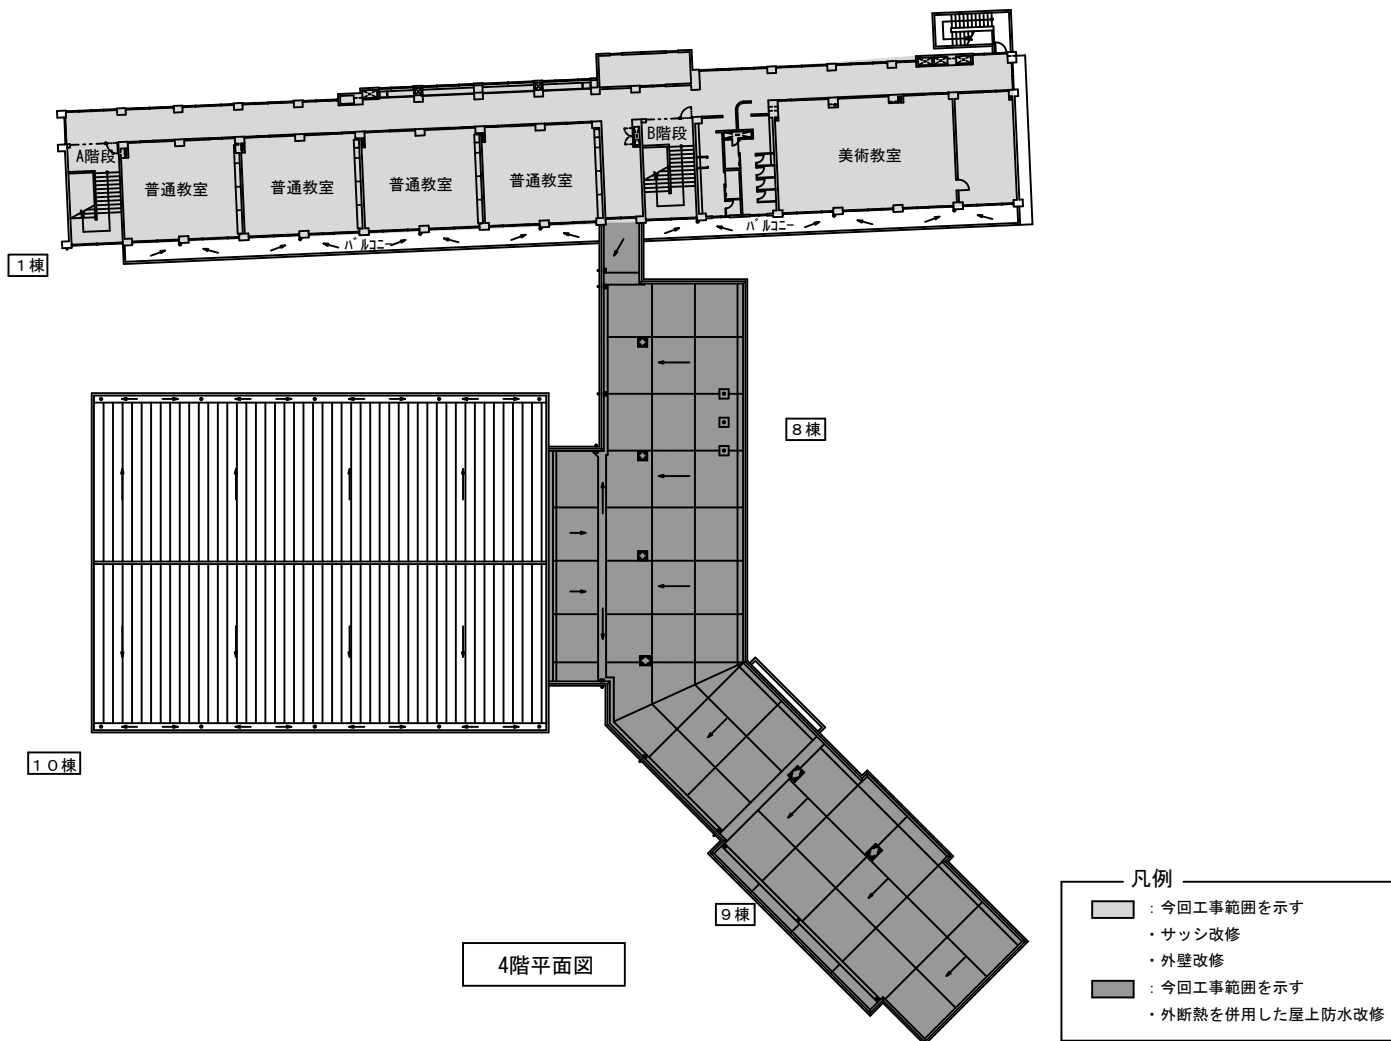 A階段
普通教室
普通教室
普通教室
普通教室
B階段
美術教室
バルコニー
バルコニー
1棟
8棟
10棟
9棟
4階平面図
凡例
：今回工事範囲を示す
・サッシ改修
・外壁改修
：今回工事範囲を示す
・外断熱を併用した屋上防水改修